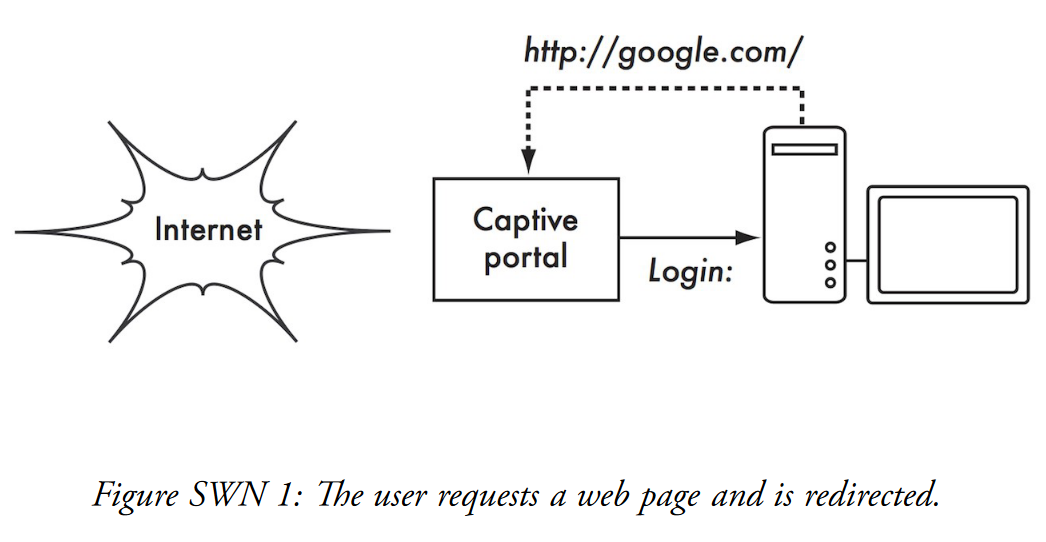 http://google.com/
Internet
Captive
portal
Login:
Figure SWN 1: The user requests a web page and is redirected.